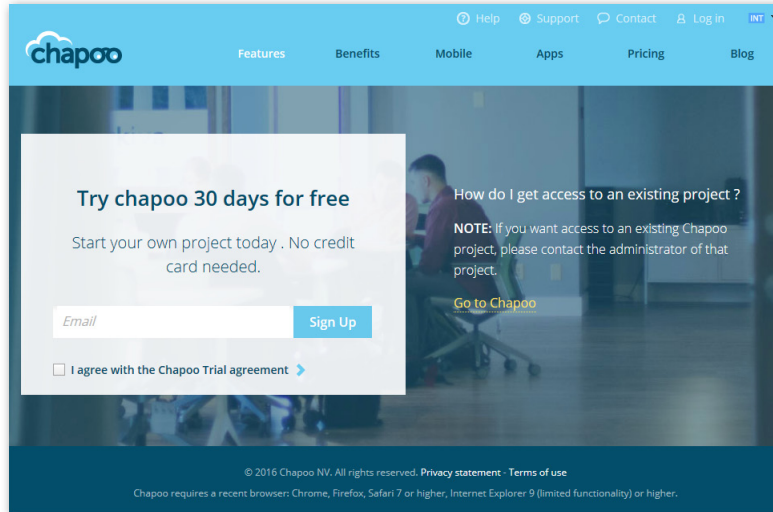 Help Support Contact Log in INT
chapoo
Features Benefits Mobile Apps Pricing Blog
Try chapoo 30 days for free
Start your own project today . No credit
card needed.
Email Sign Up
I agree with the Chapoo Trial agreement
How do I get access to an existing project ?
NOTE: If you want access to an existing Chapoo
project, please contact the administrator of that
project.
Go to Chapoo
© 2016 Chapoo NV. All rights reserved. Privacy statement - Terms of use
Chapoo requires a recent browser: Chrome, Firefox, Safari 7 or higher, Internet Explorer 9 (limited functionality) or higher.